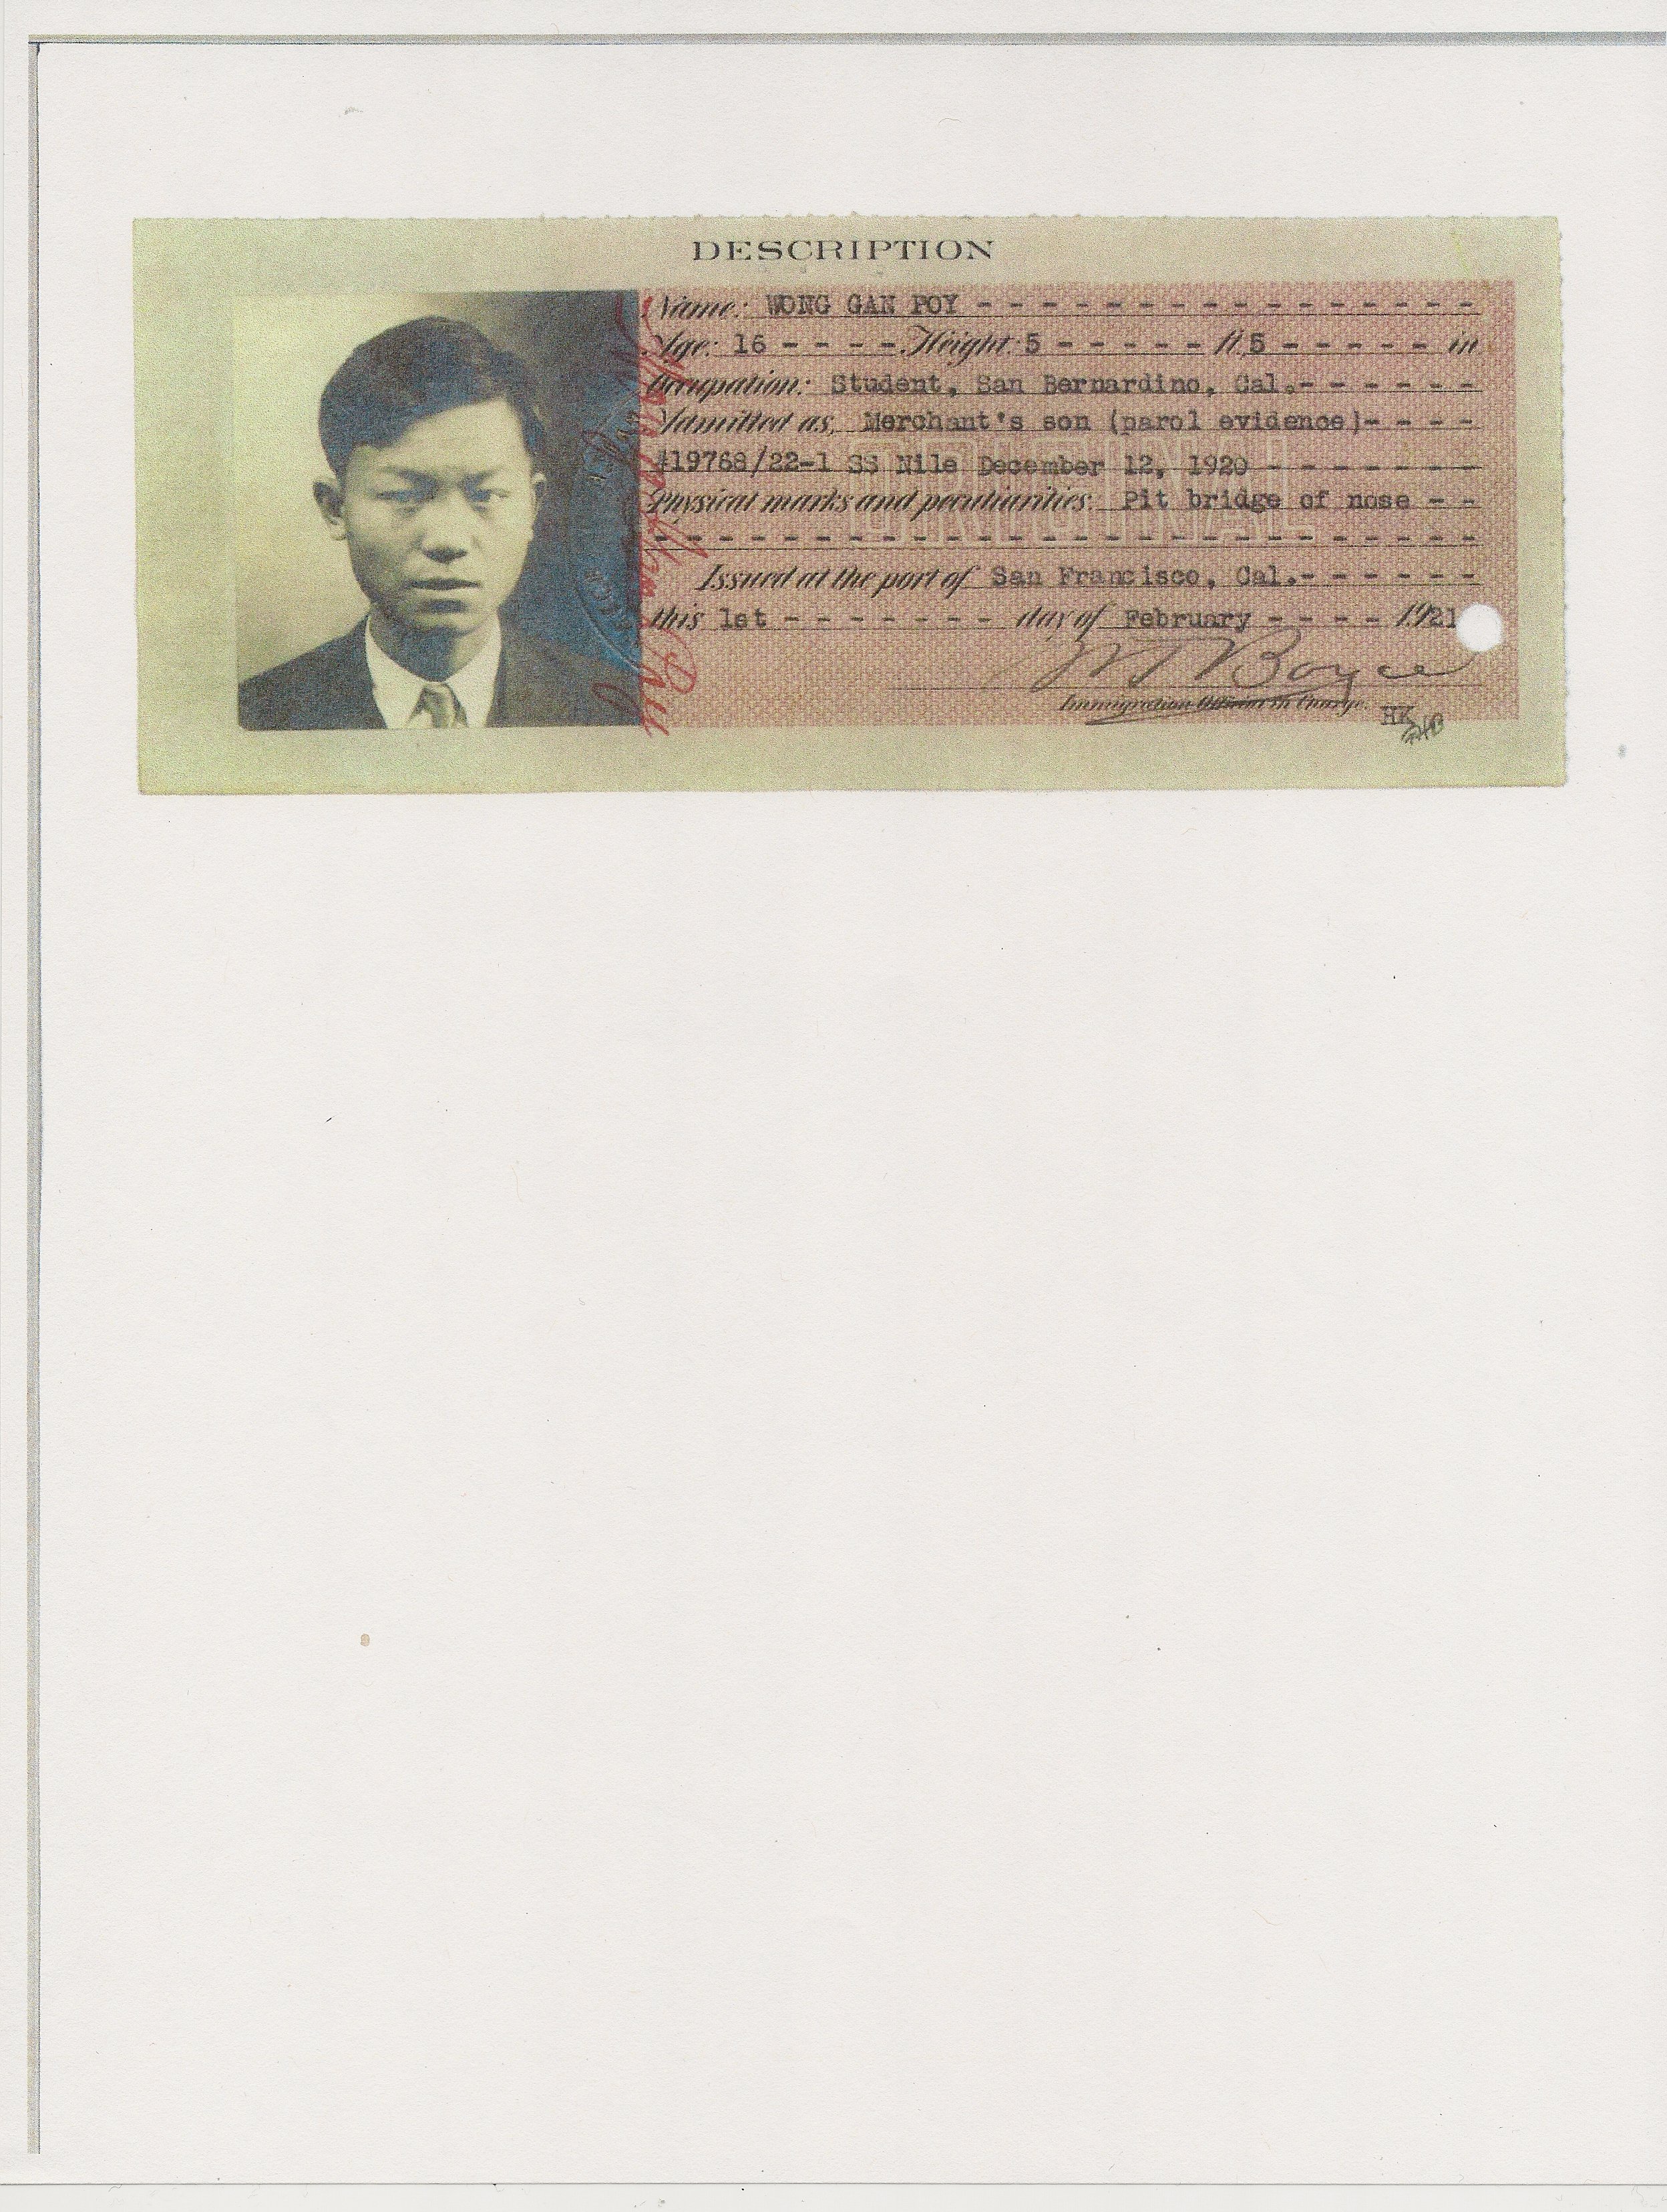 DESCRIPTION
Name: WONG GAN POY - - - - - - - - - - - - - - - -
Age: 16 - - - - Height: 5 - - - - - ft. 5 - - - - - in
Occupation: Student, San Bernardino, Cal.- - - - - -
Admitted as, Merchant's son (parol evidence)- - - -
#19768/22-1 SS Nile December 12, 1920 - - - - - - -
Physical marks and peculiarities: Pit bridge of nose - -
ORIGINAL
Issued at the port of San Francisco, Cal.- - - - - -
this 1st - - - - - - - day of February - - - - 1921
Boyce
Immigration Officer in Charge.
HK